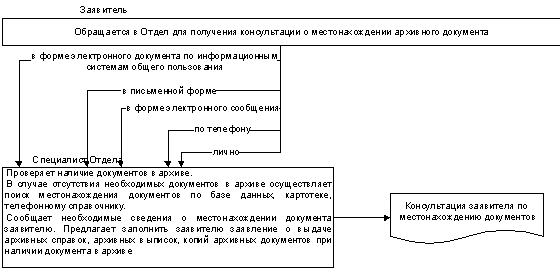 Заявитель
Обращается в Отдел для получения консультации о местонахождении архивного документа
в форме электронного документа по информационным
системам общего пользования
в письменной форме
в форме электронного сообщения
по телефону
лично
Специалист Отдела
Проверяет наличие документов в архиве.
В случае отсутствия необходимых документов в архиве осуществляет
поиск местонахождения документов по базе данных, картотеке,
телефонному справочнику.
Сообщает необходимые сведения о местонахождении документа
заявителю. Предлагает заполнить заявителю заявление о выдаче
архивных справок, архивных выписок, копий архивных документов при
наличии документа в архиве
Консультация заявителя по
местонахождению документов